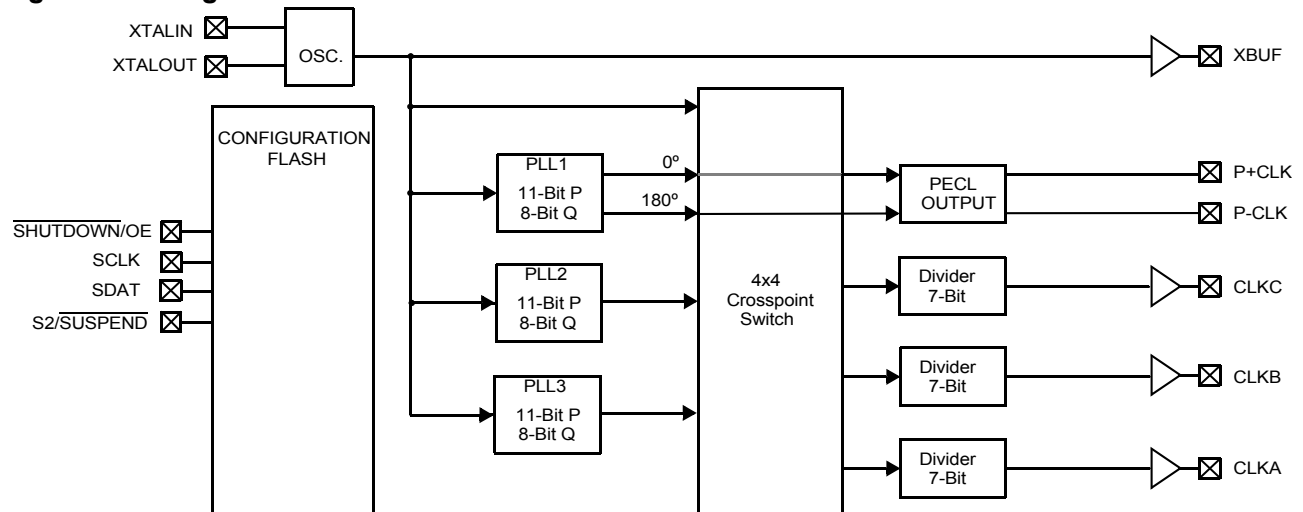 XTALIN
XTALOUT
OSC.
XBUF
CONFIGURATION
FLASH
PLL1
11-Bit P
8-Bit Q
0º
180º
PECL
OUTPUT
P+CLK
P-CLK
SHUTDOWN/OE
SCLK
SDAT
S2/SUSPEND
PLL2
11-Bit P
8-Bit Q
4x4
Crosspoint
Switch
Divider
7-Bit
CLKC
PLL3
11-Bit P
8-Bit Q
Divider
7-Bit
CLKB
Divider
7-Bit
CLKA